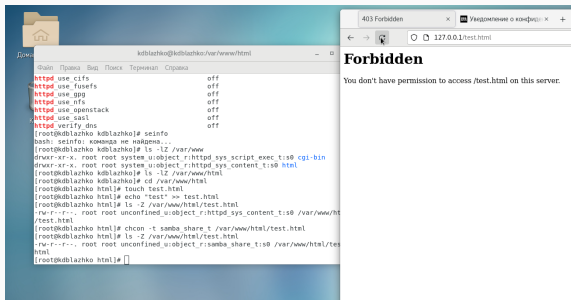 Дома
kdblazhko@kdblazhko:/var/www/html
Файл Правка Вид Поиск Терминал Справка
httpd_use_cifs off
httpd_use_fusefs off
httpd_use_gpg off
httpd_use_nfs off
httpd_use_openstack off
httpd_use_sasl off
httpd_verify_dns off
[root@kdblazhko kdblazhko]# seinfo
bash: seinfo: команда не найдена...
[root@kdblazhko kdblazhko]# ls -lZ /var/www
drwxr-xr-x. root root system_u:object_r:httpd_sys_script_exec_t:s0 cgi-bin
drwxr-xr-x. root root system_u:object_r:httpd_sys_content_t:s0 html
[root@kdblazhko kdblazhko]# ls -lZ /var/www/html
[root@kdblazhko kdblazhko]# cd /var/www/html
[root@kdblazhko html]# touch test.html
[root@kdblazhko html]# echo "test" >> test.html
[root@kdblazhko html]# ls -Z /var/www/html/test.html
-rw-r--r--. root root unconfined_u:object_r:httpd_sys_content_t:s0 /var/www/ht
/test.html
[root@kdblazhko html]# chcon -t samba_share_t /var/www/html/test.html
[root@kdblazhko html]# ls -Z /var/www/html/test.html
-rw-r--r--. root root unconfined_u:object_r:samba_share_t:s0 /var/www/html/tes
html
[root@kdblazhko html]#
403 Forbidden
Уведомление о конфиде
127.0.0.1/test.html
Forbidden
You don't have permission to access /test.html on this server.